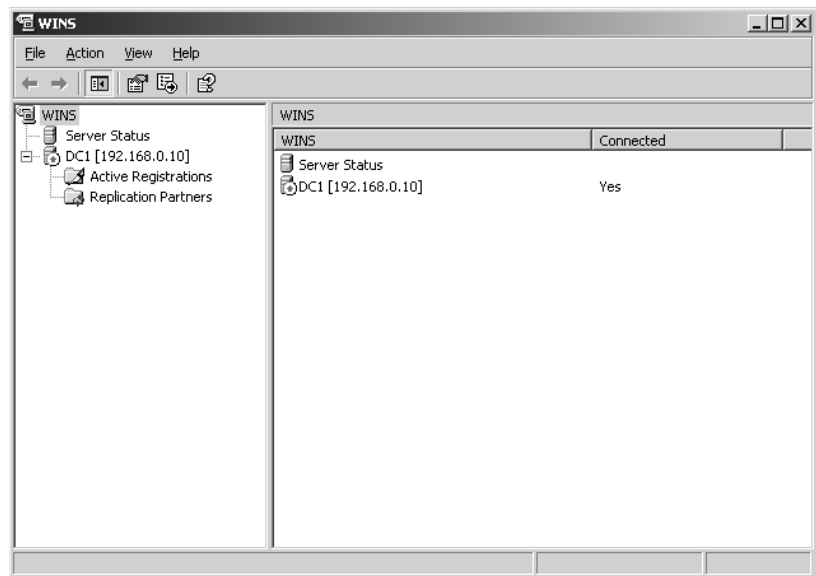 WINS
File Action View Help
WINS
Server Status
DC1 [192.168.0.10]
Active Registrations
Replication Partners
WINS
WINS Connected
Server Status
DC1 [192.168.0.10] Yes